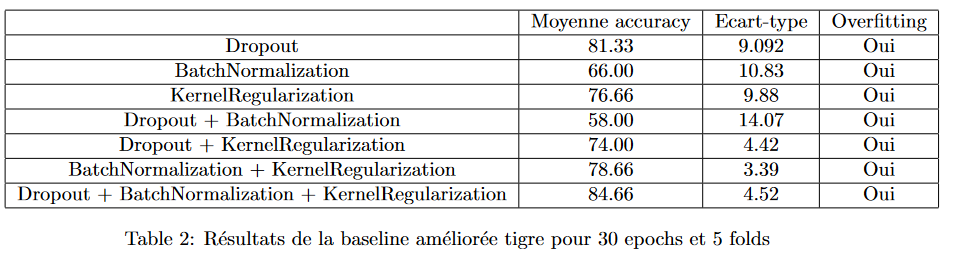 Moyenne accuracy Ecart-type Overfitting
Dropout 81.33 9.092 Oui
BatchNormalization 66.00 10.83 Oui
KernelRegularization 76.66 9.88 Oui
Dropout + BatchNormalization 58.00 14.07 Oui
Dropout + KernelRegularization 74.00 4.42 Oui
BatchNormalization + KernelRegularization 78.66 3.39 Oui
Dropout + BatchNormalization + KernelRegularization 84.66 4.52 Oui
Table 2: Résultats de la baseline améliorée tigre pour 30 epochs et 5 folds